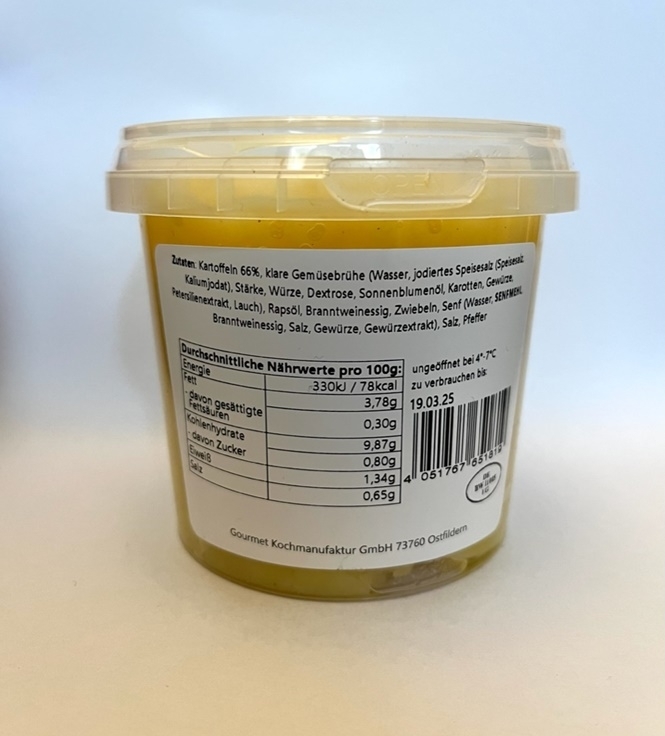 Zutaten: Kartoffeln 66%, klare Gemüsebrühe (Wasser, jodiertes Speisesalz (Speisesalz,
Kaliumjodat), Stärke, Würze, Dextrose, Sonnenblumenöl, Karotten, Gewürze,
Petersilienextrakt, Lauch), Rapsöl, Branntweinessig, Zwiebeln, Senf (Wasser, SENFMEHL,
Branntweinessig, Salz, Gewürze, Gewürzextrakt), Salz, Pfeffer
Durchschnittliche Nährwerte pro 100g:
Energie 330kJ / 78kcal
Fett 3,78g
- davon gesättigte
Fettsäuren 0,30g
Kohlenhydrate 9,87g
- davon Zucker 0,80g
Eiweiß 1,34g
Salz 0,65g
ungeöffnet bei 4°-7°C
zu verbrauchen bis:
19.03.25
4 051767 651812
Gourmet Kochmanufaktur GmbH 73760 Ostfildern